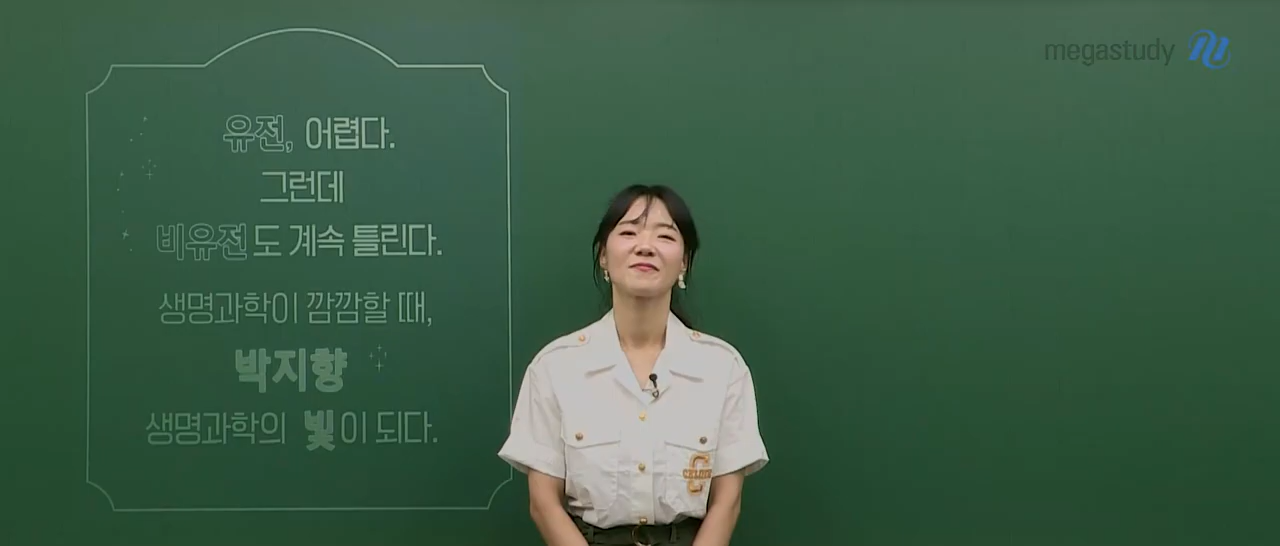 유전, 어렵다.
그런데
비유전도 계속 틀린다.
생명과학이 깜깜할 때,
박지향
생명과학의 빛이 되다.
megastudy